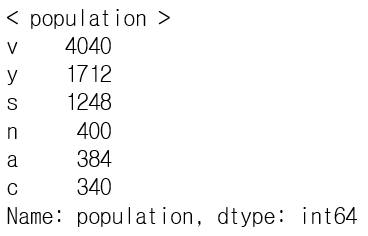 < population >
v    4040
y    1712
s    1248
n     400
a     384
c     340
Name: population, dtype: int64